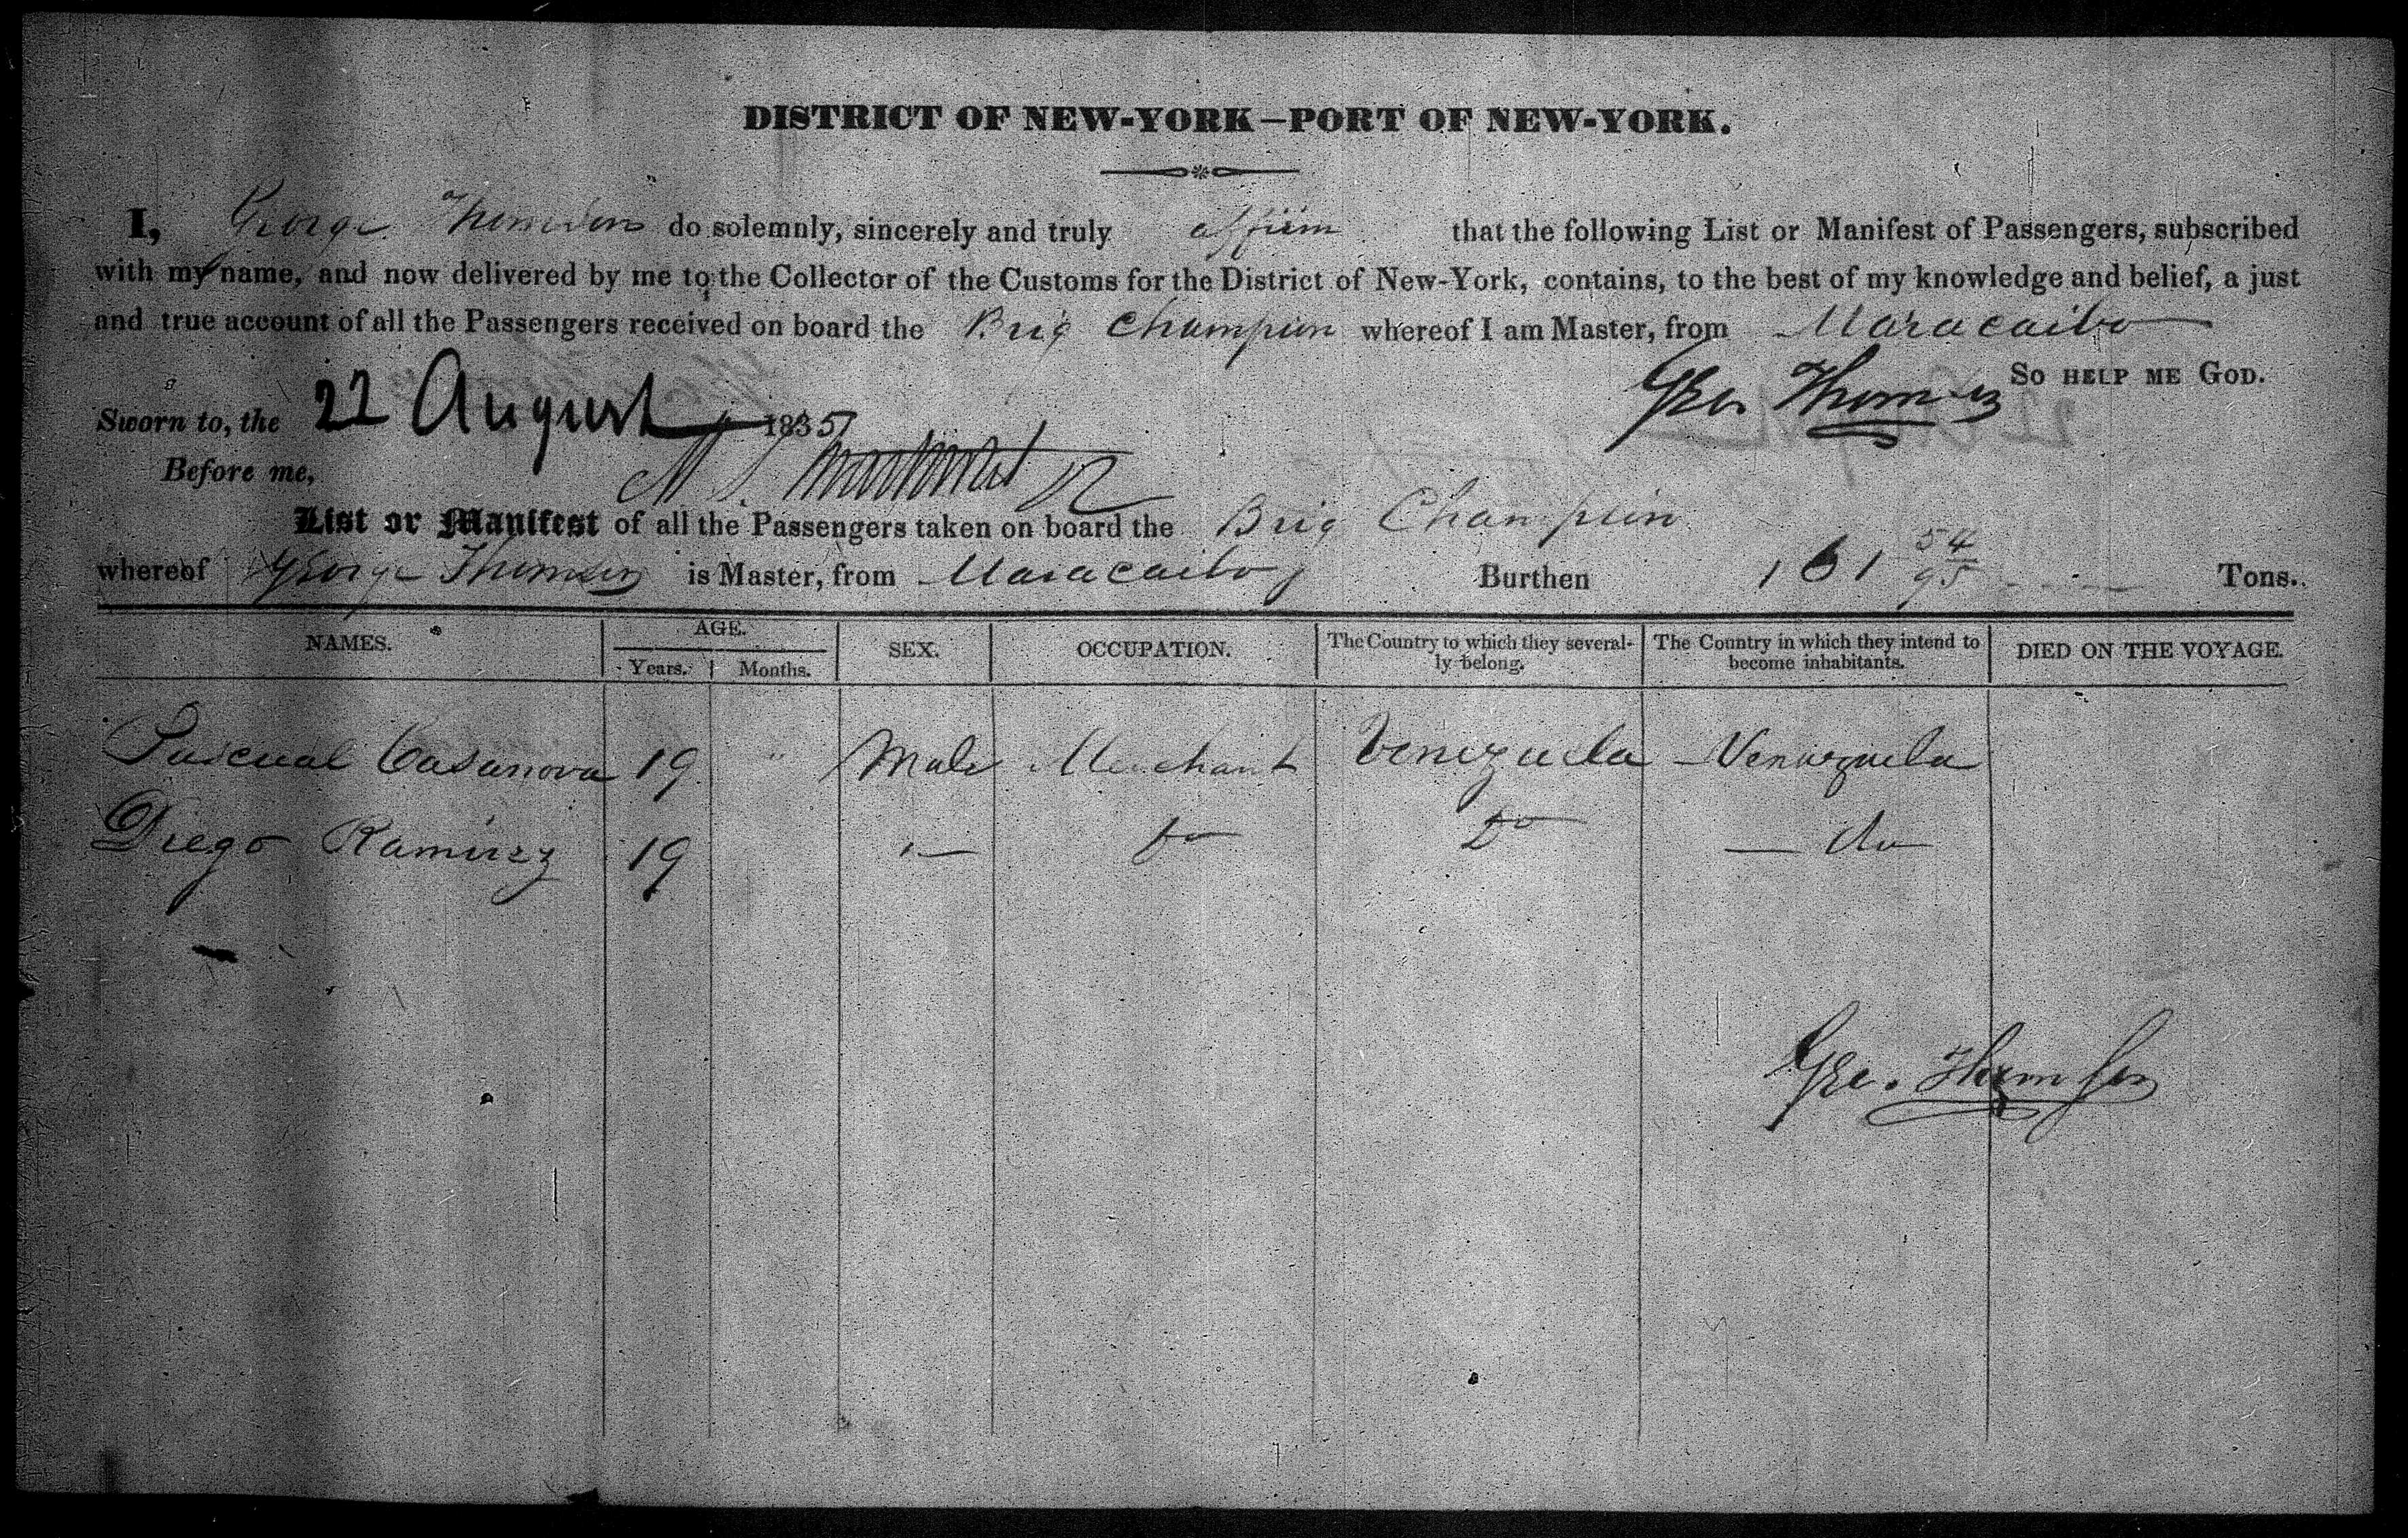 DISTRICT OF NEW-YORK—PORT OF NEW-YORK.
I, George Thomson do solemnly, sincerely and truly affirm that the following List or Manifest of Passengers, subscribed
with my name, and now delivered by me to the Collector of the Customs for the District of New-York, contains, to the best of my knowledge and belief, a just
and true account of all the Passengers received on board the Brig Champion whereof I am Master, from Maracaibo
So help me God.
Geo. Thomson
Sworn to, the 22 August 1835
Before me,
List or Manifest of all the Passengers taken on board the Brig Champion
whereof George Thomson is Master, from Maracaibo Burthen 161 54/95 Tons.
NAMES. AGE. SEX. OCCUPATION. The Country to which they several- The Country in which they intend to DIED ON THE VOYAGE.
Years. Months. ly belong. become inhabitants.
Pascual Casanova 19 " Male Merchant Venezuela Venezuela
Diego Ramirez 19 " Do Do do
Geo. Thomson